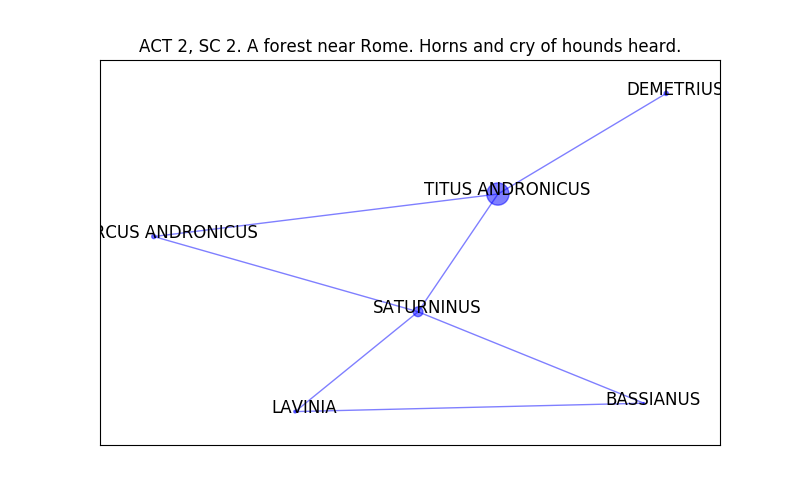 ACT 2, SC 2. A forest near Rome. Horns and cry of hounds heard.
DEMETRIUS
TITUS ANDRONICUS
RCUS ANDRONICUS
SATURNINUS
BASSIANUS
LAVINIA